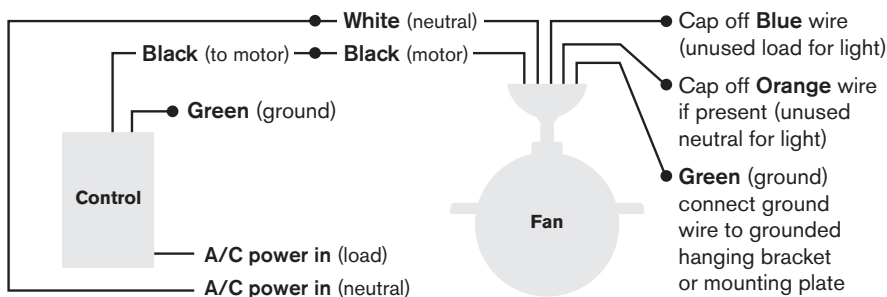 White (neutral)
Black (to motor)
Black (motor)
Green (ground)
Control
A/C power in (load)
A/C power in (neutral)
Fan
Cap off Blue wire
(unused load for light)
Cap off Orange wire
if present (unused
neutral for light)
Green (ground)
connect ground
wire to grounded
hanging bracket
or mounting plate